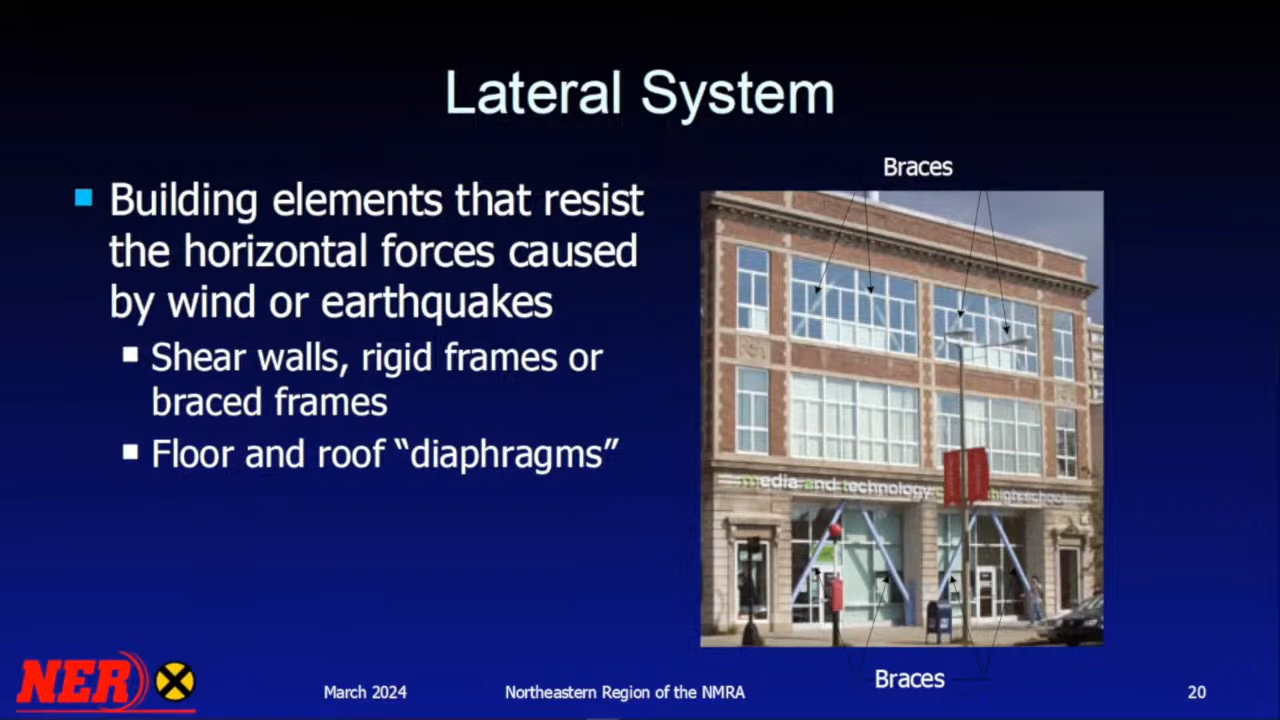 Lateral System
Building elements that resist
the horizontal forces caused
by wind or earthquakes
Shear walls, rigid frames or
braced frames
Floor and roof “diaphragms”
Braces
media and technology
high school
Braces
NER
March 2024
Northeastern Region of the NMRA
20